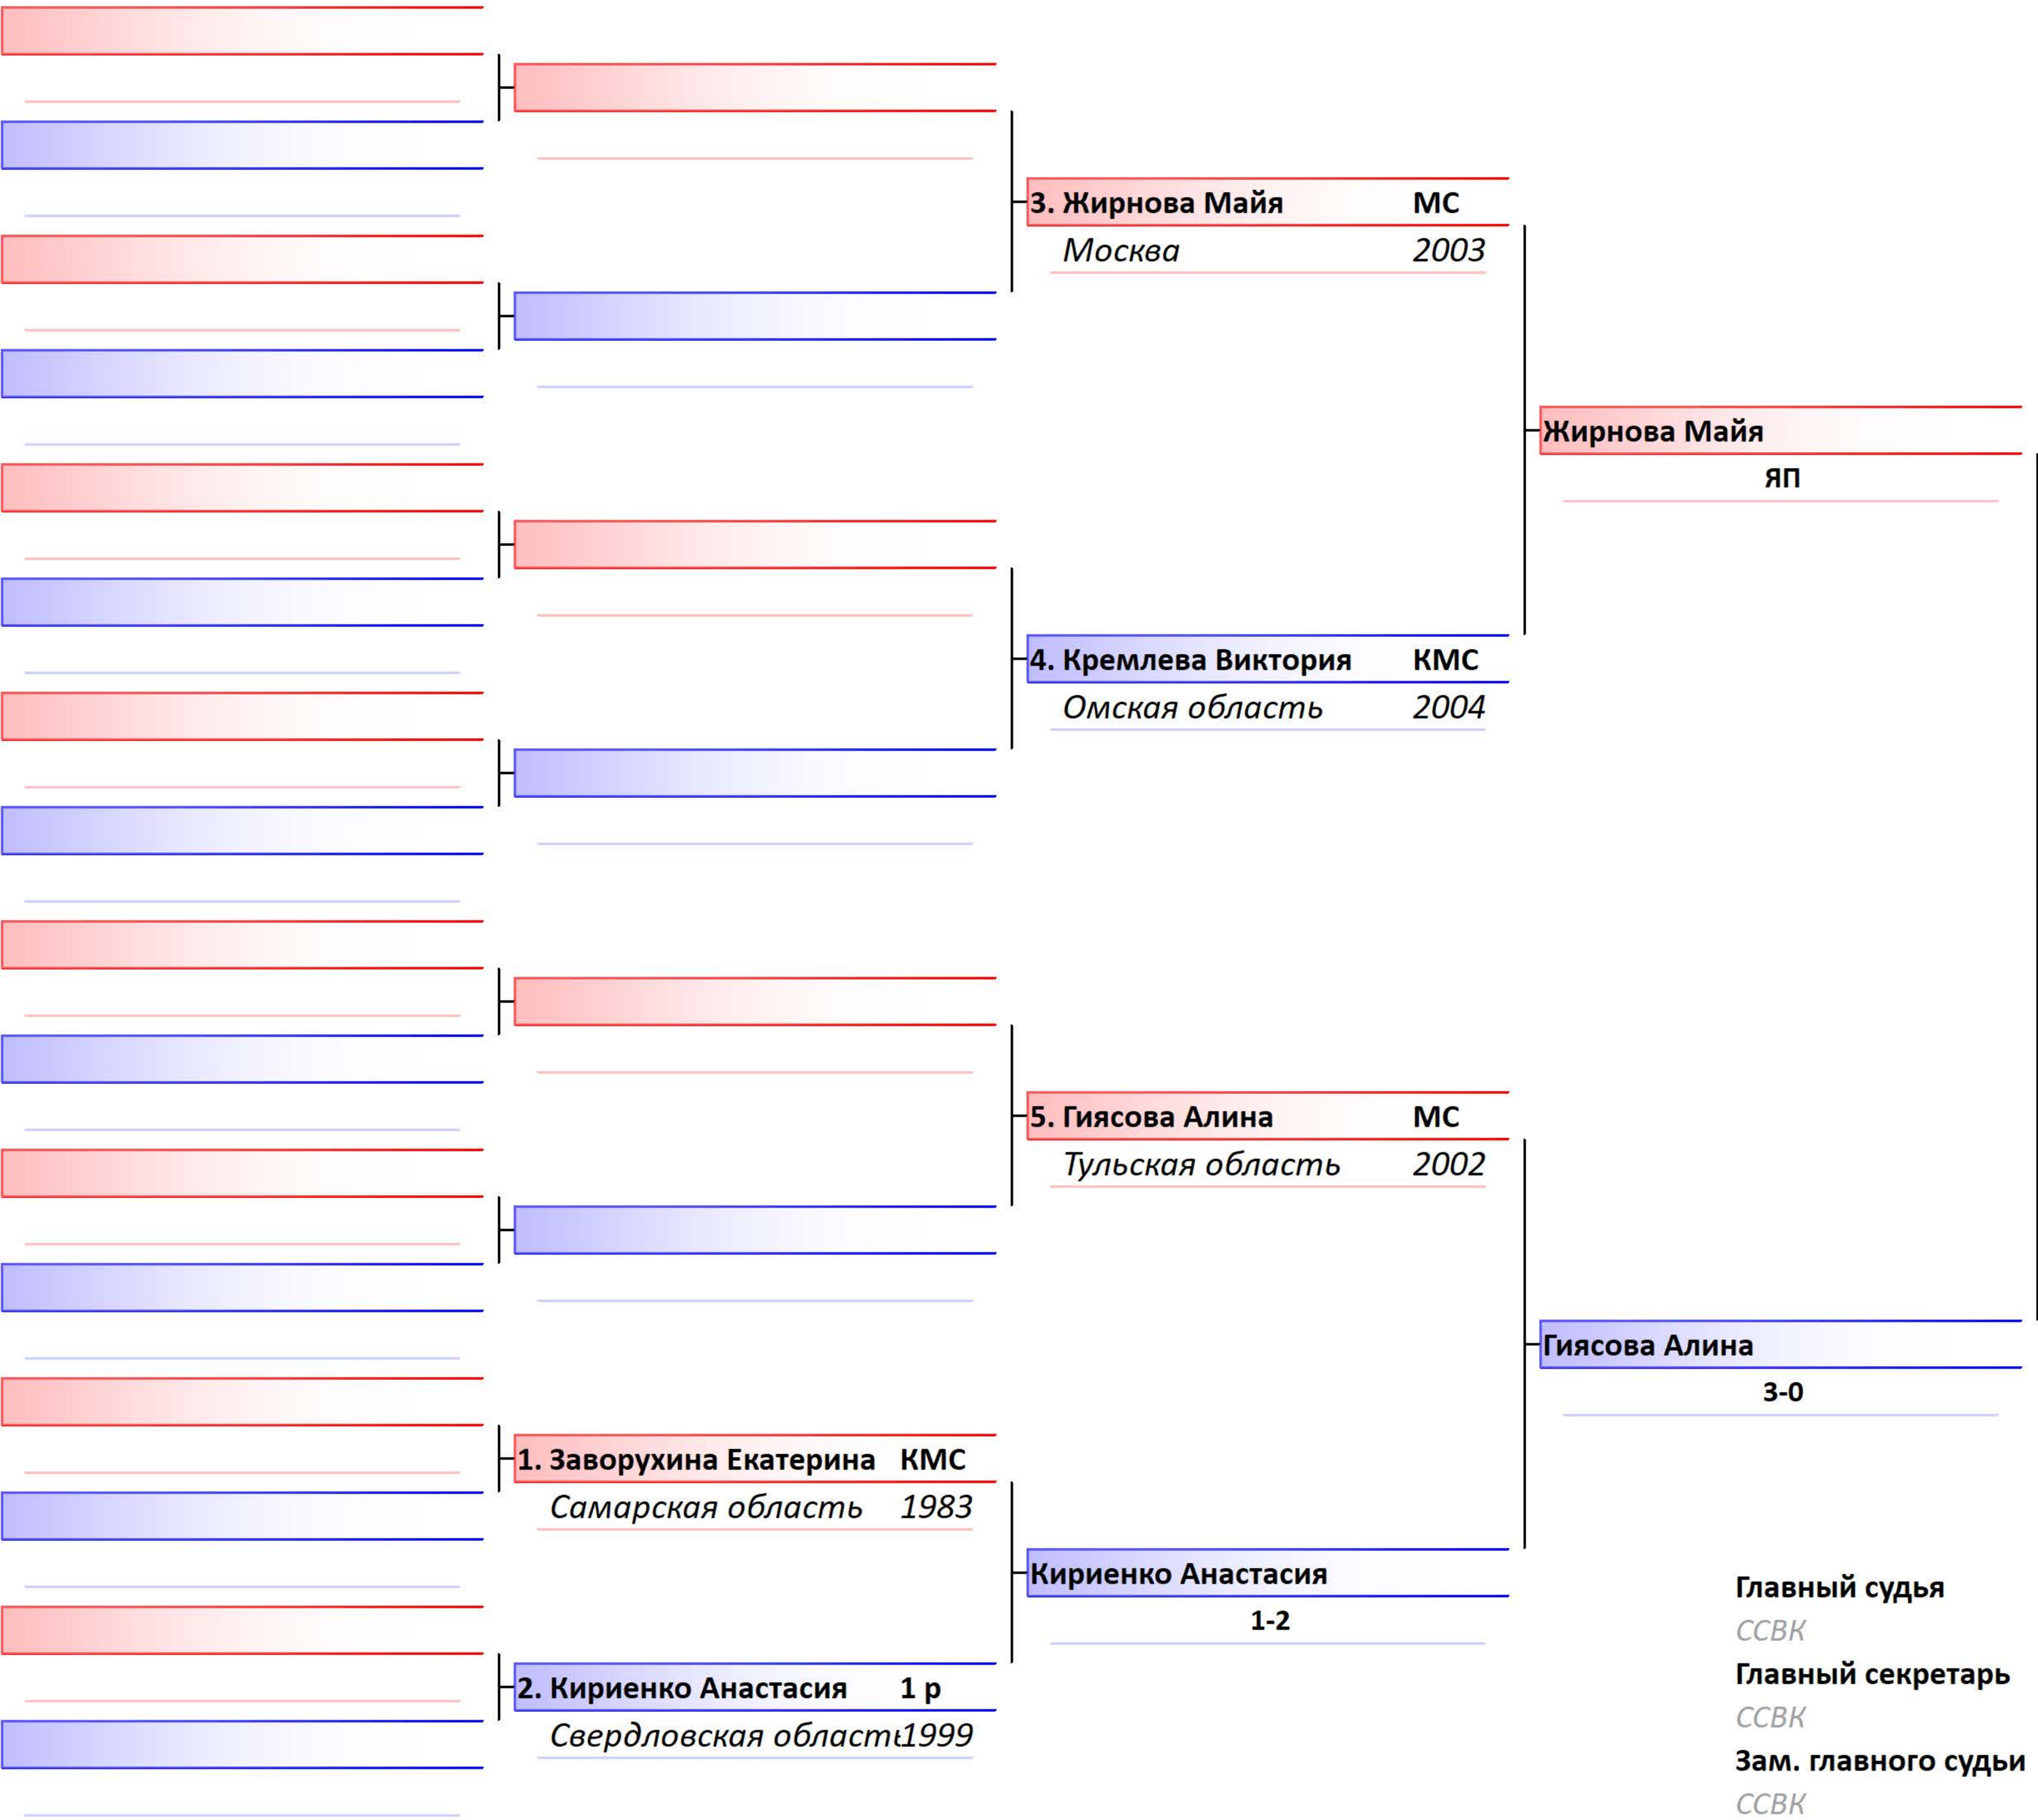 3. Жирнова Майя МС
Москва 2003
Жирнова Майя
ЯП
4. Кремлева Виктория КМС
Омская область 2004
5. Гиясова Алина МС
Тульская область 2002
Гиясова Алина
3-0
1. Заворухина Екатерина КМС
Самарская область 1983
Кириенко Анастасия
1-2
2. Кириенко Анастасия 1 р
Свердловская область 1999
Главный судья
ССВК
Главный секретарь
ССВК
Зам. главного судьи
ССВК